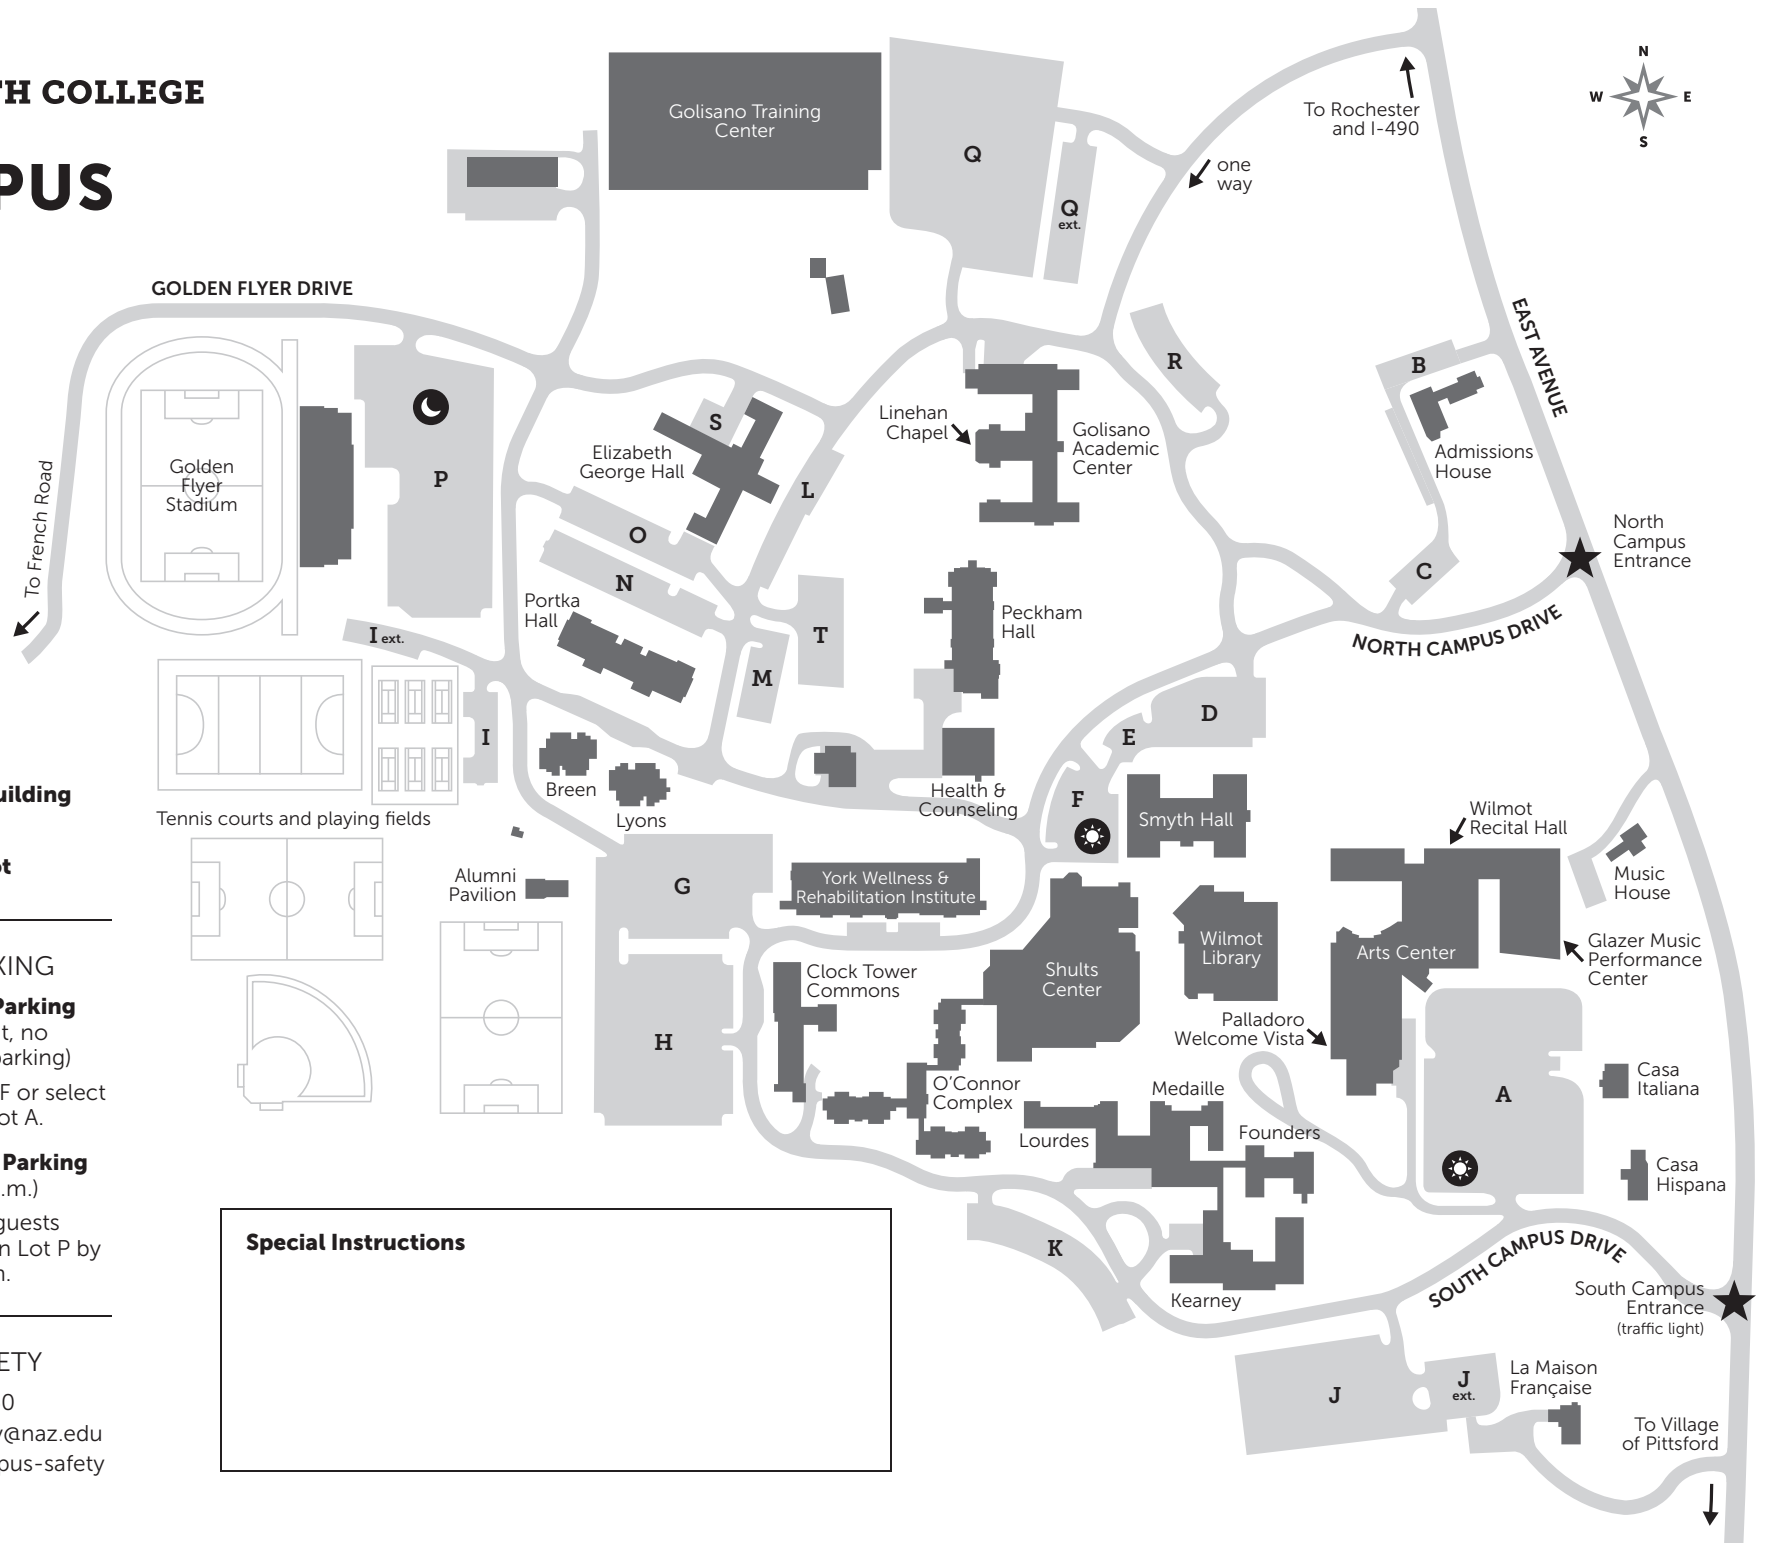 TH COLLEGE
PUS
uilding
ot
KING
Parking
t, no
parking)
F or select
ot A.
Parking
.m.)
guests
n Lot P by
n.
ETY
0
y@naz.edu
pus-safety
N
W E
S
To Rochester
and I-490
one
way
Golisano Training
Center
Q
Q
ext.
GOLDEN FLYER DRIVE
EAST AVENUE
R
B
Admissions
House
Golden
Flyer
Stadium
To French Road
P
S
Elizabeth
George Hall
L
Linehan
Chapel
Golisano
Academic
Center
O
N
North
Campus
Entrance
C
NORTH CAMPUS DRIVE
Portka
Hall
T
M
Peckham
Hall
I ext.
I
D
E
F
Breen
Lyons
Health &
Counseling
Smyth Hall
Wilmot
Recital Hall
Music
House
Tennis courts and playing fields
Alumni
Pavilion
G
York Wellness &
Rehabilitation Institute
Wilmot
Library
Arts Center
Glazer Music
Performance
Center
Clock Tower
Commons
Shults
Center
Palladoro
Welcome Vista
H
O'Connor
Complex
Medaille
Lourdes
Founders
A
Casa
Italiana
Casa
Hispana
K
Kearney
SOUTH CAMPUS DRIVE
South Campus
Entrance
(traffic light)
J
J
ext.
La Maison
Française
To Village
of Pittsford
Special Instructions